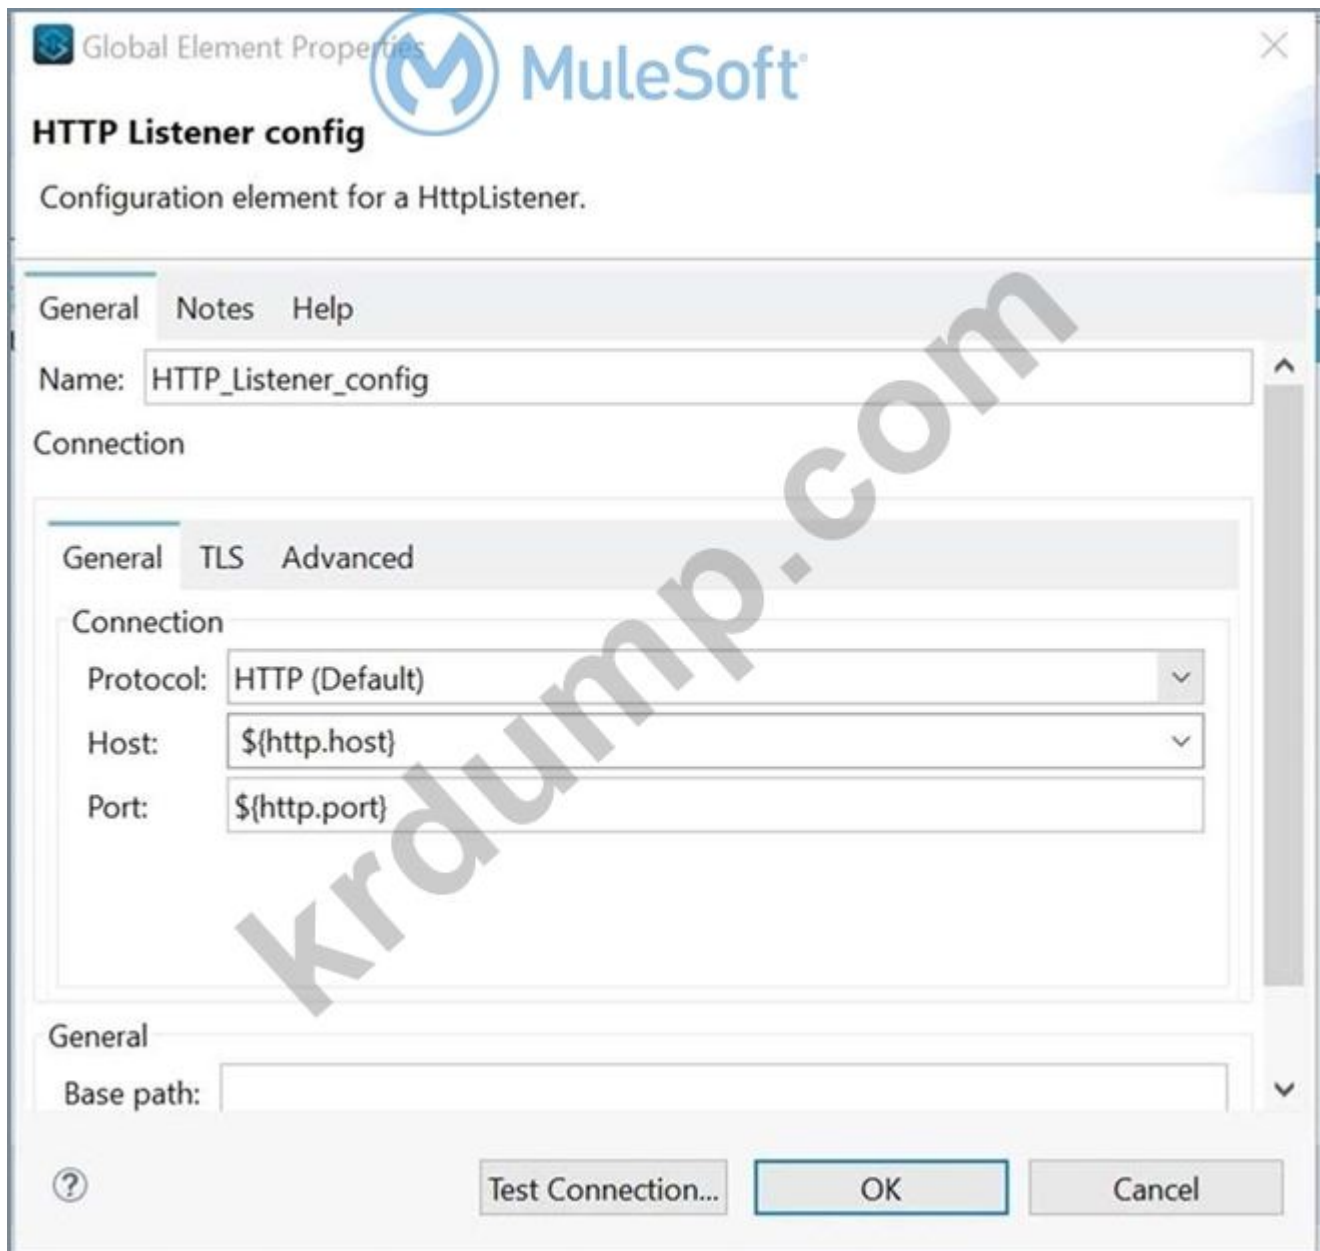 Global Element Properties
MuleSoft
HTTP Listener config
Configuration element for a HttpListener.
General Notes Help
Name: HTTP_Listener_config
Connection
General TLS Advanced
Connection
Protocol: HTTP (Default)
Host: ${http.host}
Port: ${http.port}
krdump.com
General
Base path:
Test Connection... OK Cancel